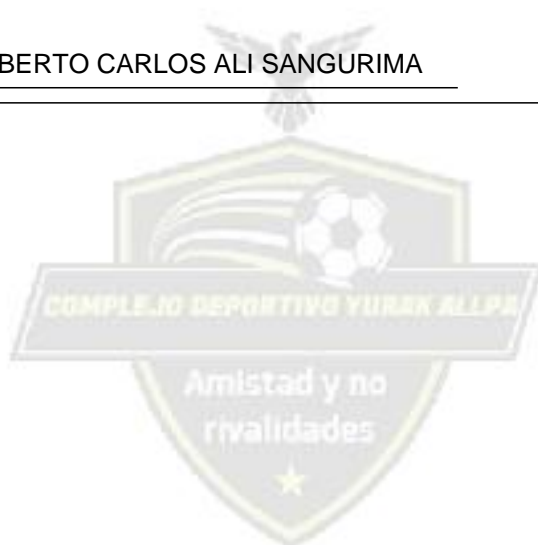 BERTO CARLOS ALI SANGURIMA
COMPLEJO DEPORTIVO YURAK ALLPA
Amistad y no
rivalidades